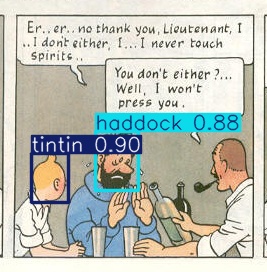 Er..er..no thank you, Lieutenant, I
..I don't either, I...I never touch
spirits..
You don't either?...
Well, I won't
press you.
haddock 0.88
tintin 0.90